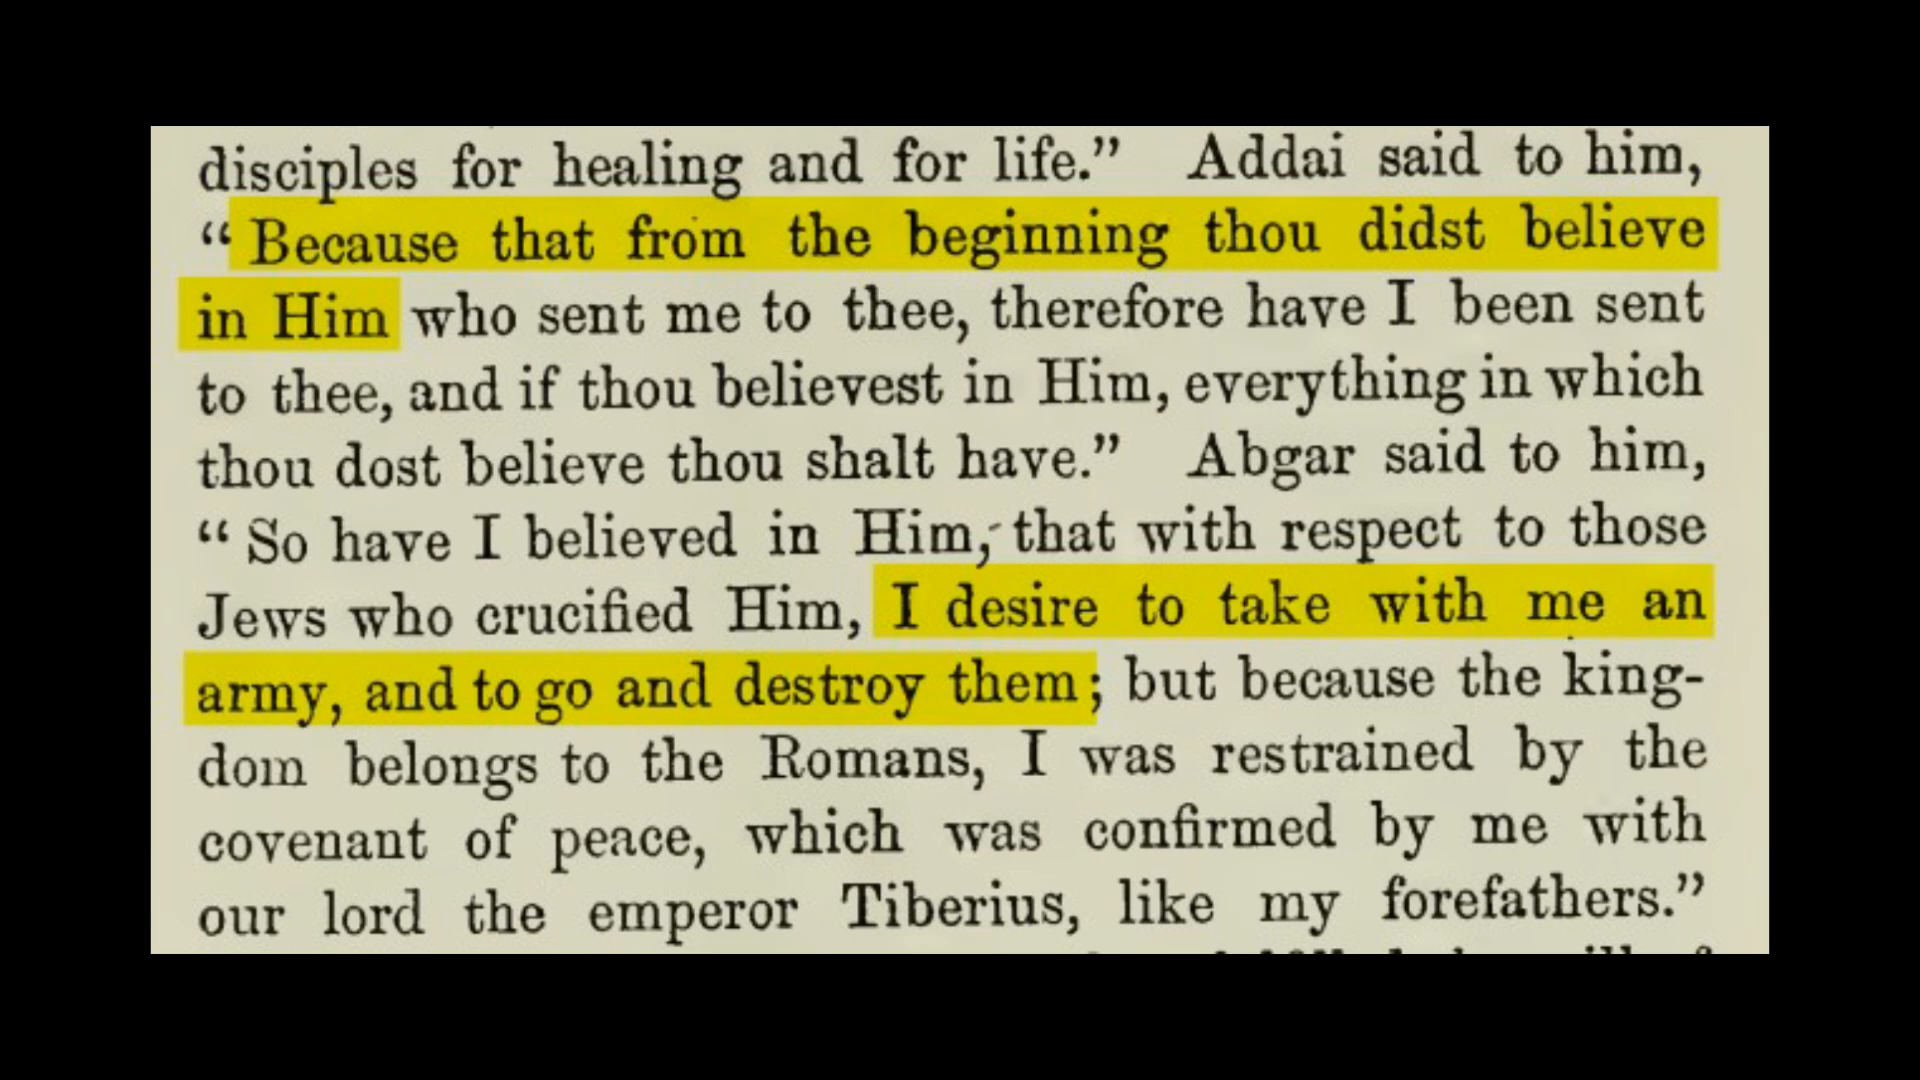 disciples for healing and for life.” Addai said to him,
“Because that from the beginning thou didst believe
in Him who sent me to thee, therefore have I been sent
to thee, and if thou believest in Him, everything in which
thou dost believe thou shalt have.” Abgar said to him,
“So have I believed in Him, that with respect to those
Jews who crucified Him, I desire to take with me an
army, and to go and destroy them; but because the king-
dom belongs to the Romans, I was restrained by the
covenant of peace, which was confirmed by me with
our lord the emperor Tiberius, like my forefathers.”